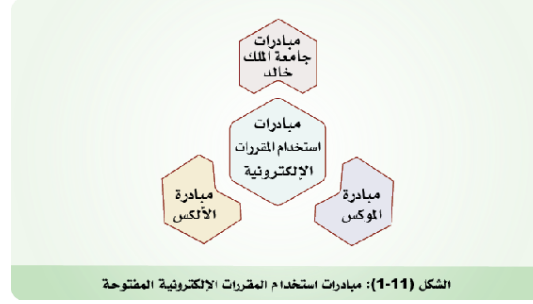 مبادرات
جامعة الملك
خالد
مبادرات
استخدام المقررات
الإلكترونية
مبادرة
الموكس
مبادرة
الألكس
الشكل (11-1): مبادرات استخدام المقررات الإلكترونية المفتوحة